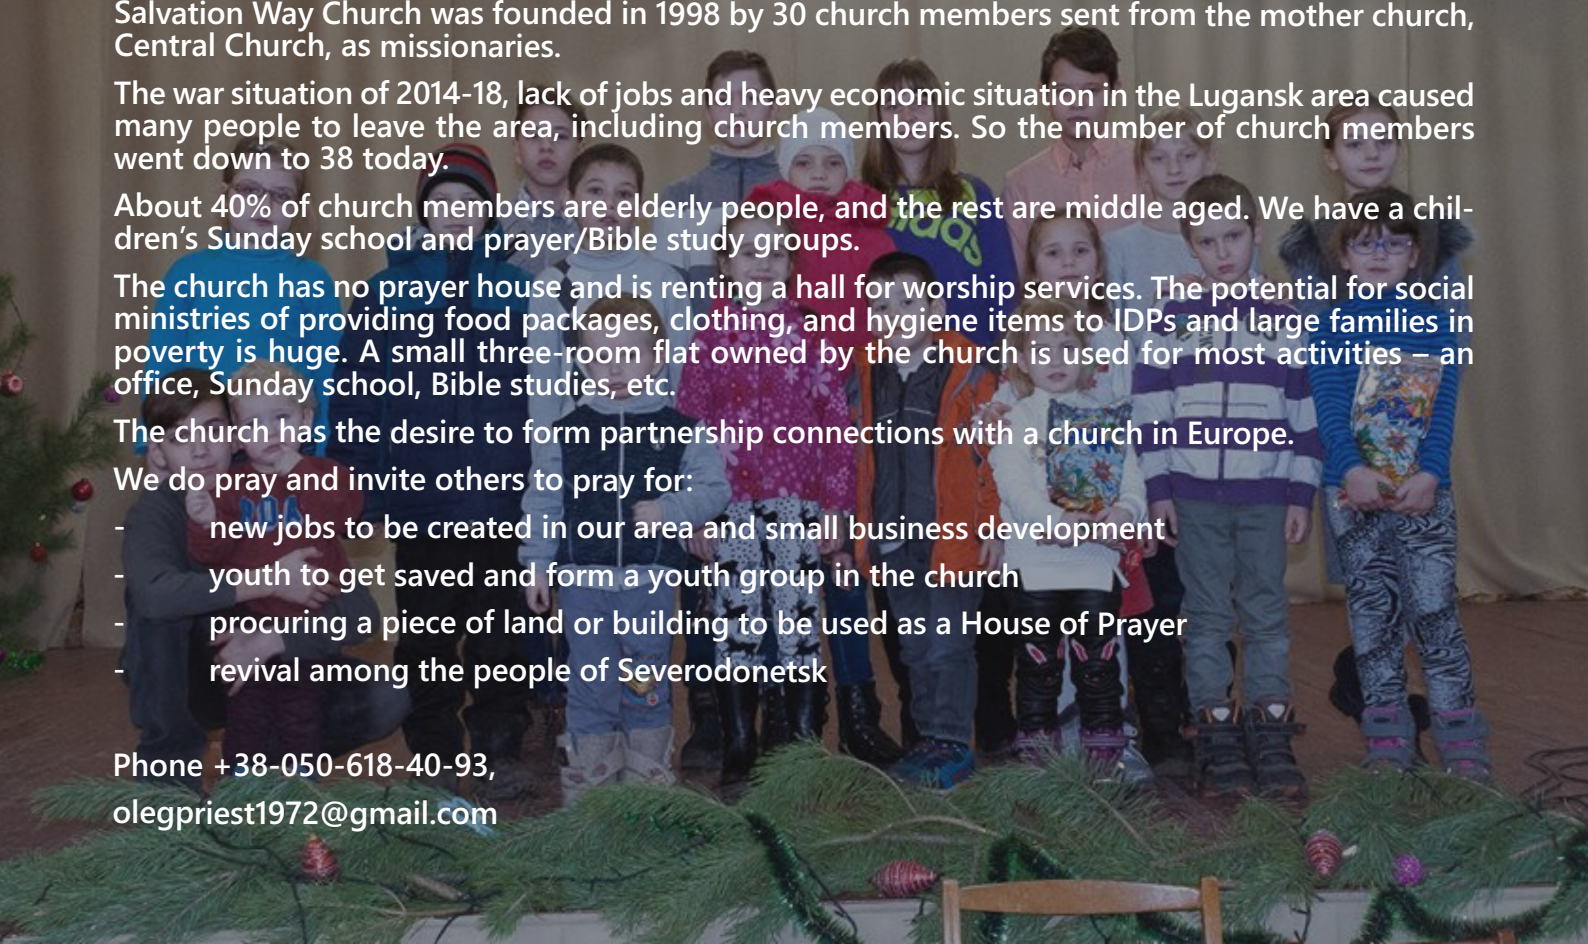 Salvation Way Church was founded in 1998 by 30 church members sent from the mother church,
Central Church, as missionaries.
The war situation of 2014-18, lack of jobs and heavy economic situation in the Lugansk area caused
many people to leave the area, including church members. So the number of church members
went down to 38 today.
About 40% of church members are elderly people, and the rest are middle aged. We have a chil-
dren’s Sunday school and prayer/Bible study groups.
The church has no prayer house and is renting a hall for worship services. The potential for social
ministries of providing food packages, clothing, and hygiene items to IDPs and large families in
poverty is huge. A small three-room flat owned by the church is used for most activities – an
office, Sunday school, Bible studies, etc.
The church has the desire to form partnership connections with a church in Europe.
We do pray and invite others to pray for:
- new jobs to be created in our area and small business development
- youth to get saved and form a youth group in the church
- procuring a piece of land or building to be used as a House of Prayer
- revival among the people of Severodonetsk
Phone +38-050-618-40-93,
olegpriest1972@gmail.com